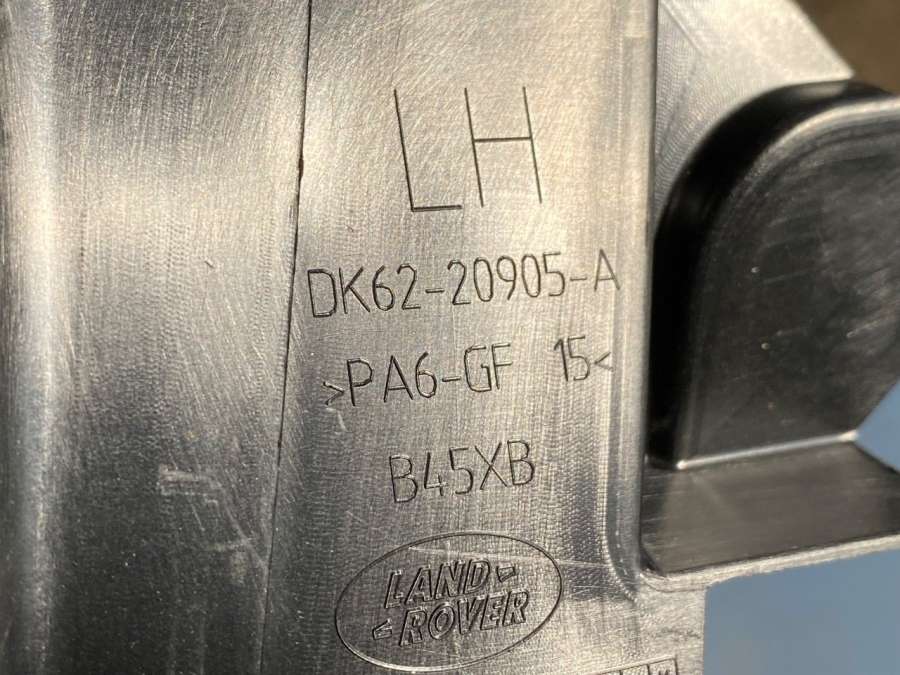 LH
DK62-20905-A
>PA6-GF 15<
B45XB
LAND
ROVER